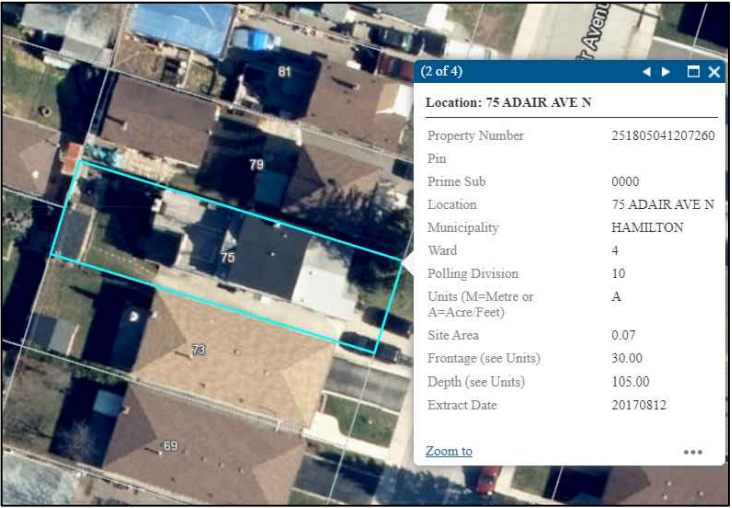 r Avenu
81
79
75
73
69
(2 of 4)
Location: 75 ADAIR AVE N
Property Number 251805041207260
Pin
Prime Sub 0000
Location 75 ADAIR AVE N
Municipality HAMILTON
Ward 4
Polling Division 10
Units (M=Metre or A
A=Acre/Feet)
Site Area 0.07
Frontage (see Units) 30.00
Depth (see Units) 105.00
Extract Date 20170812
Zoom to